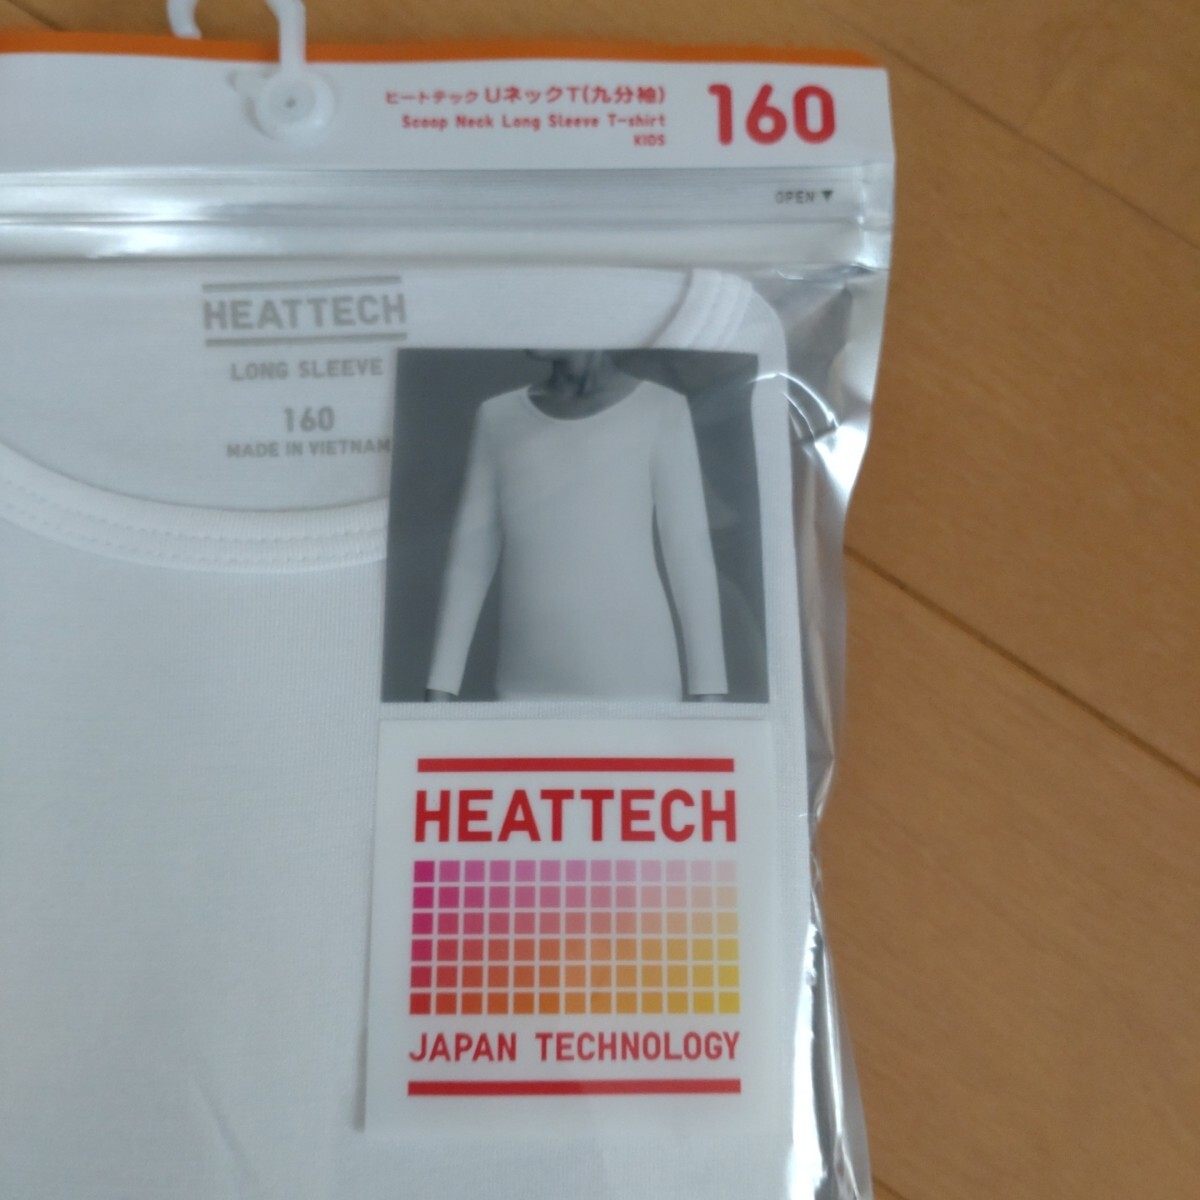 ヒートテック UネックT(九分袖)
Scoop Neck Long Sleeve T-shirt
KIDS
160
OPEN ▼
HEATTECH
LONG SLEEVE
160
MADE IN VIETNAM
HEATTECH
JAPAN TECHNOLOGY